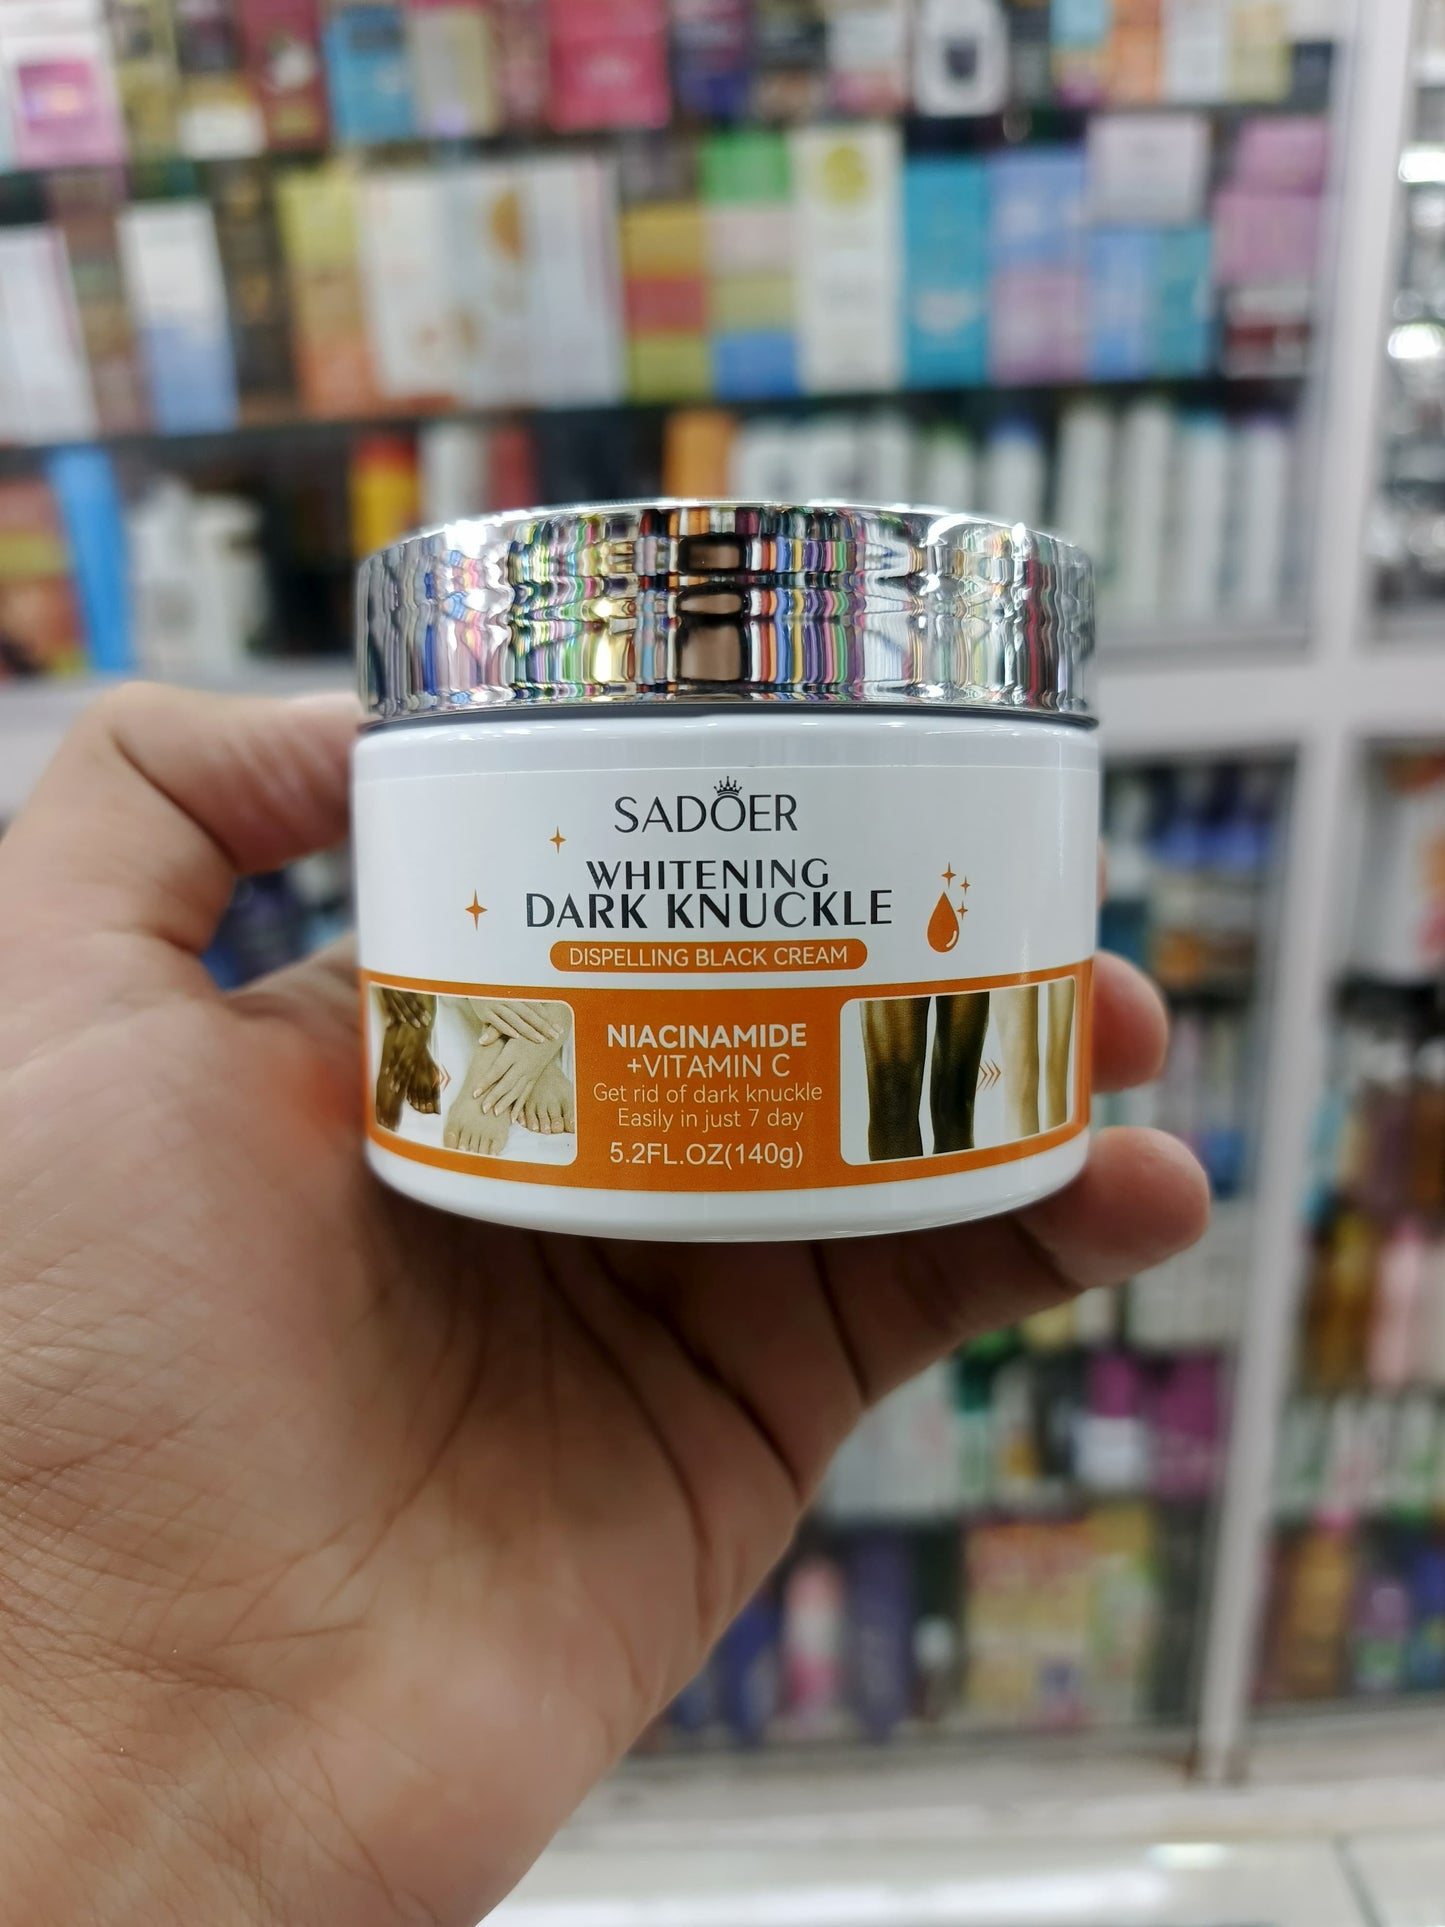 SADOER
WHITENING
DARK KNUCKLE
DISPELLING BLACK CREAM
NIACINAMIDE
+VITAMIN C
Get rid of dark knuckle
Easily in just 7 day
5.2FL.OZ(140g)